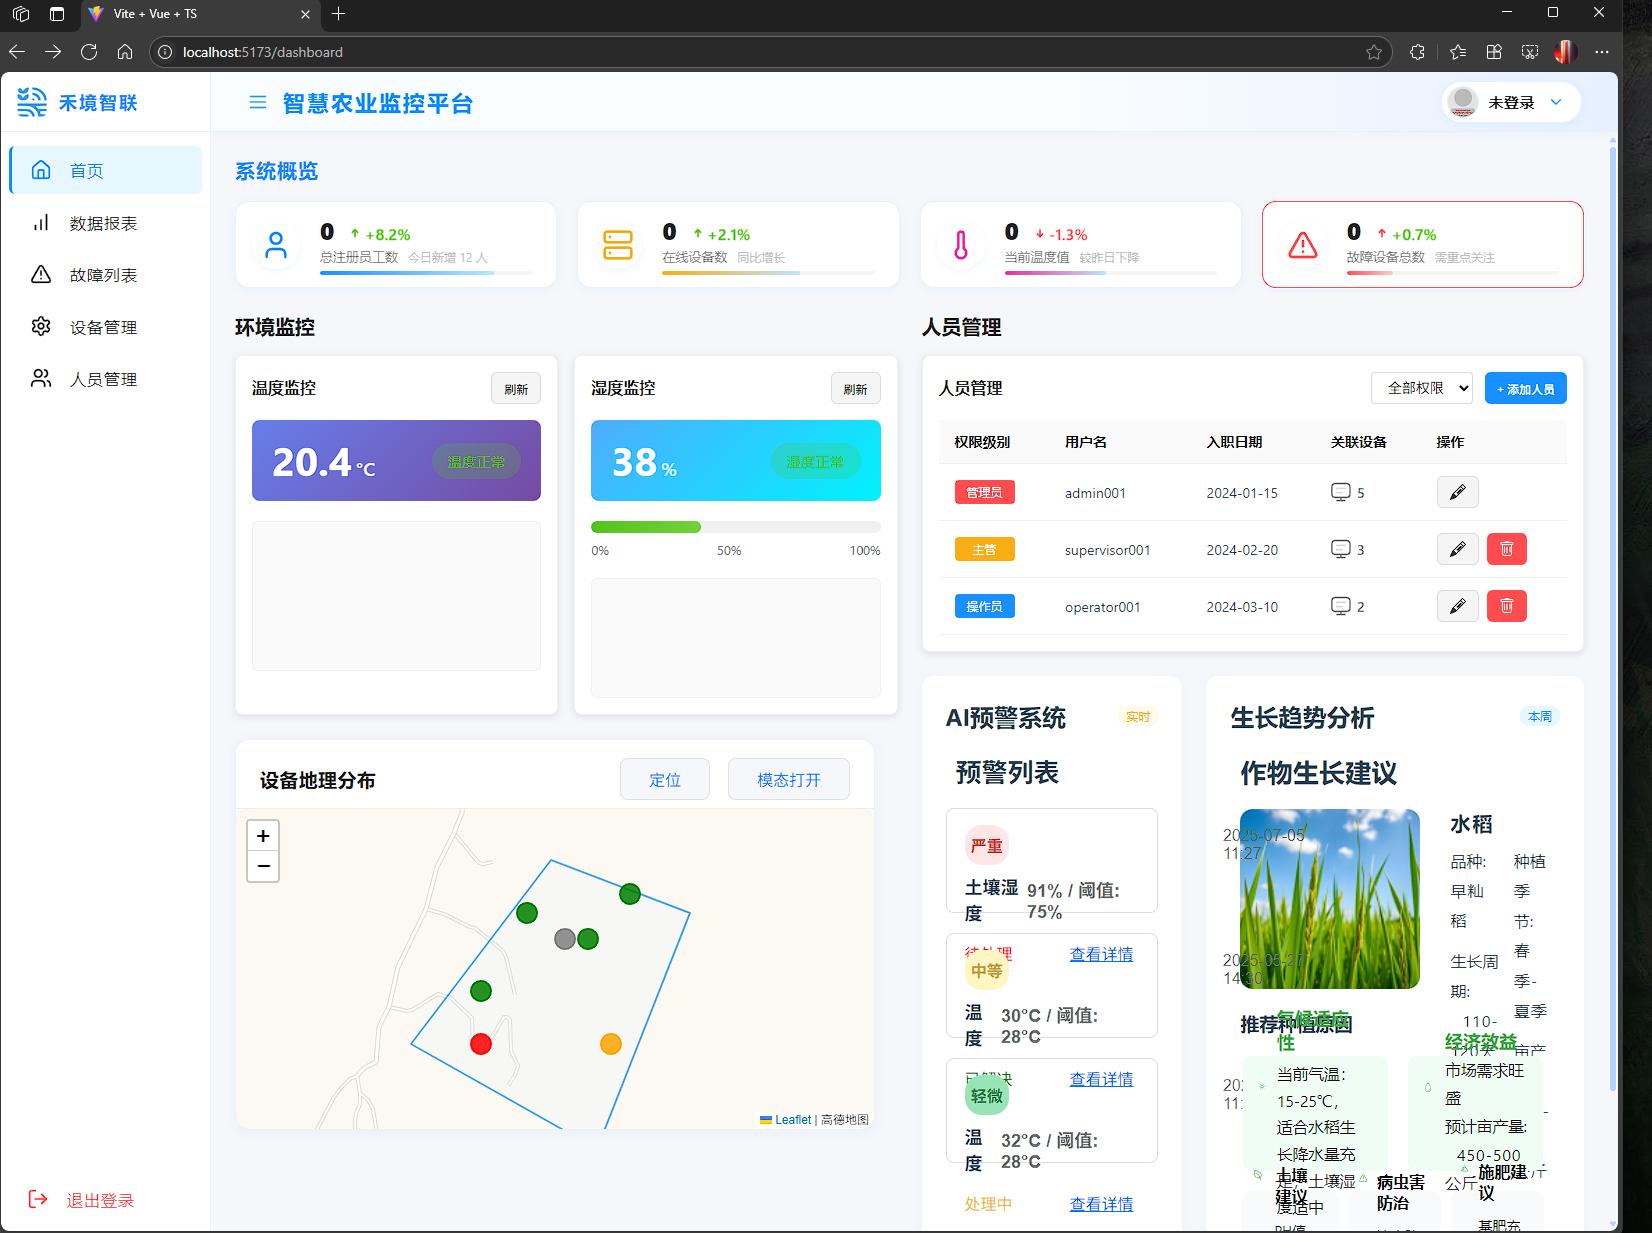 Vite + Vue + TS
localhost:5173/dashboard
禾境智联
智慧农业监控平台
未登录
首页
数据报表
故障列表
设备管理
人员管理
退出登录
系统概览
0 +8.2%
总注册员工数 今日新增 12 人
0 +2.1%
在线设备数 同比增长
0 -1.3%
当前温度值 较昨日下降
0 +0.7%
故障设备总数 需重点关注
环境监控
温度监控 刷新
20.4°C 温度正常
湿度监控 刷新
38% 湿度正常
0% 50% 100%
人员管理
人员管理 全部权限 + 添加人员
权限级别 用户名 入职日期 关联设备 操作
管理员 admin001 2024-01-15 5
主管 supervisor001 2024-02-20 3
操作员 operator001 2024-03-10 2
设备地理分布 定位 模态打开
+
−
Leaflet | 高德地图
AI预警系统 实时
预警列表
严重
土壤湿度
91% / 阈值: 75%
待处理 查看详情
中等
温度
30°C / 阈值: 28°C
已解决 查看详情
轻微
温度
32°C / 阈值: 28°C
处理中 查看详情
2025-07-05
11:27
2025-05-27
14:30
生长趋势分析 本周
作物生长建议
水稻
品种:
早籼
稻
种植
季
节:
春
季-
夏季
生长周
期:
110-
推荐种植原因
气候适应
性
当前气温:
15-25°C,
适合水稻生
长降水量充
足，土壤湿
度适中
经济效益
市场需求旺
盛
预计亩产量:
450-500
公斤
土壤
建议
病虫害
防治
施肥建
议
基肥充